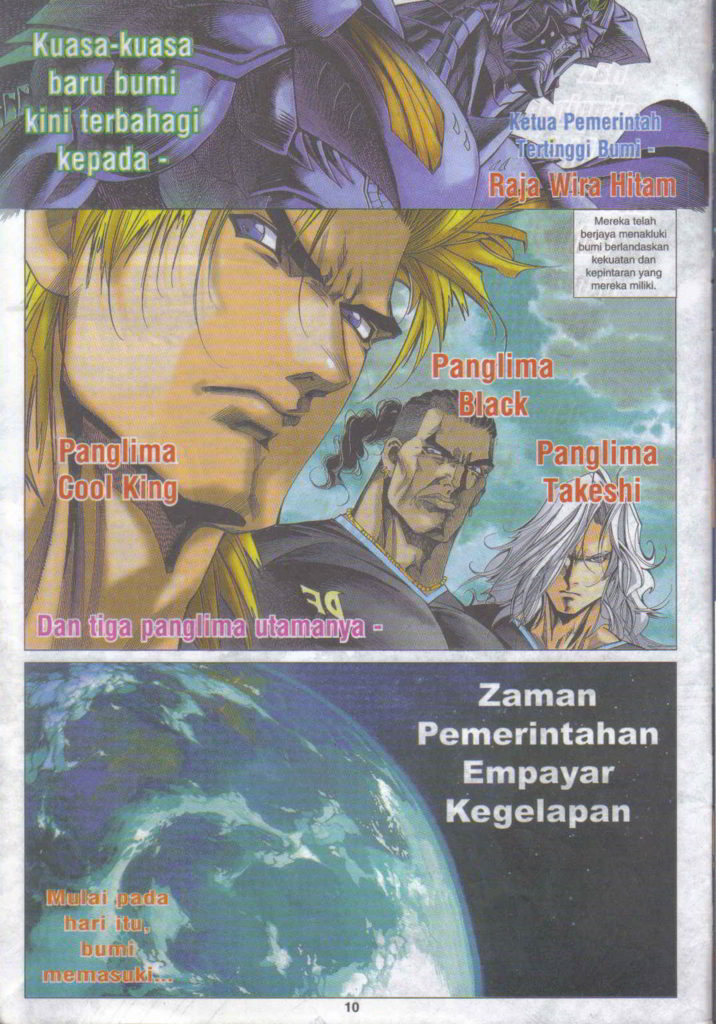 Kuasa-kuasa
baru bumi
kini terbahagi
kepada -
Ketua Pemerintah
Tertinggi Bumi -
Raja Wira Hitam
Mereka telah
berjaya menakluki
bumi berlandaskan
kekuatan dan
kepintaran yang
mereka miliki.
Panglima
Black
Panglima
Cool King
Panglima
Takeshi
DF
Dan tiga panglima utamanya -
Zaman
Pemerintahan
Empayar
Kegelapan
Mulai pada
hari itu,
bumi
memasuki...
10